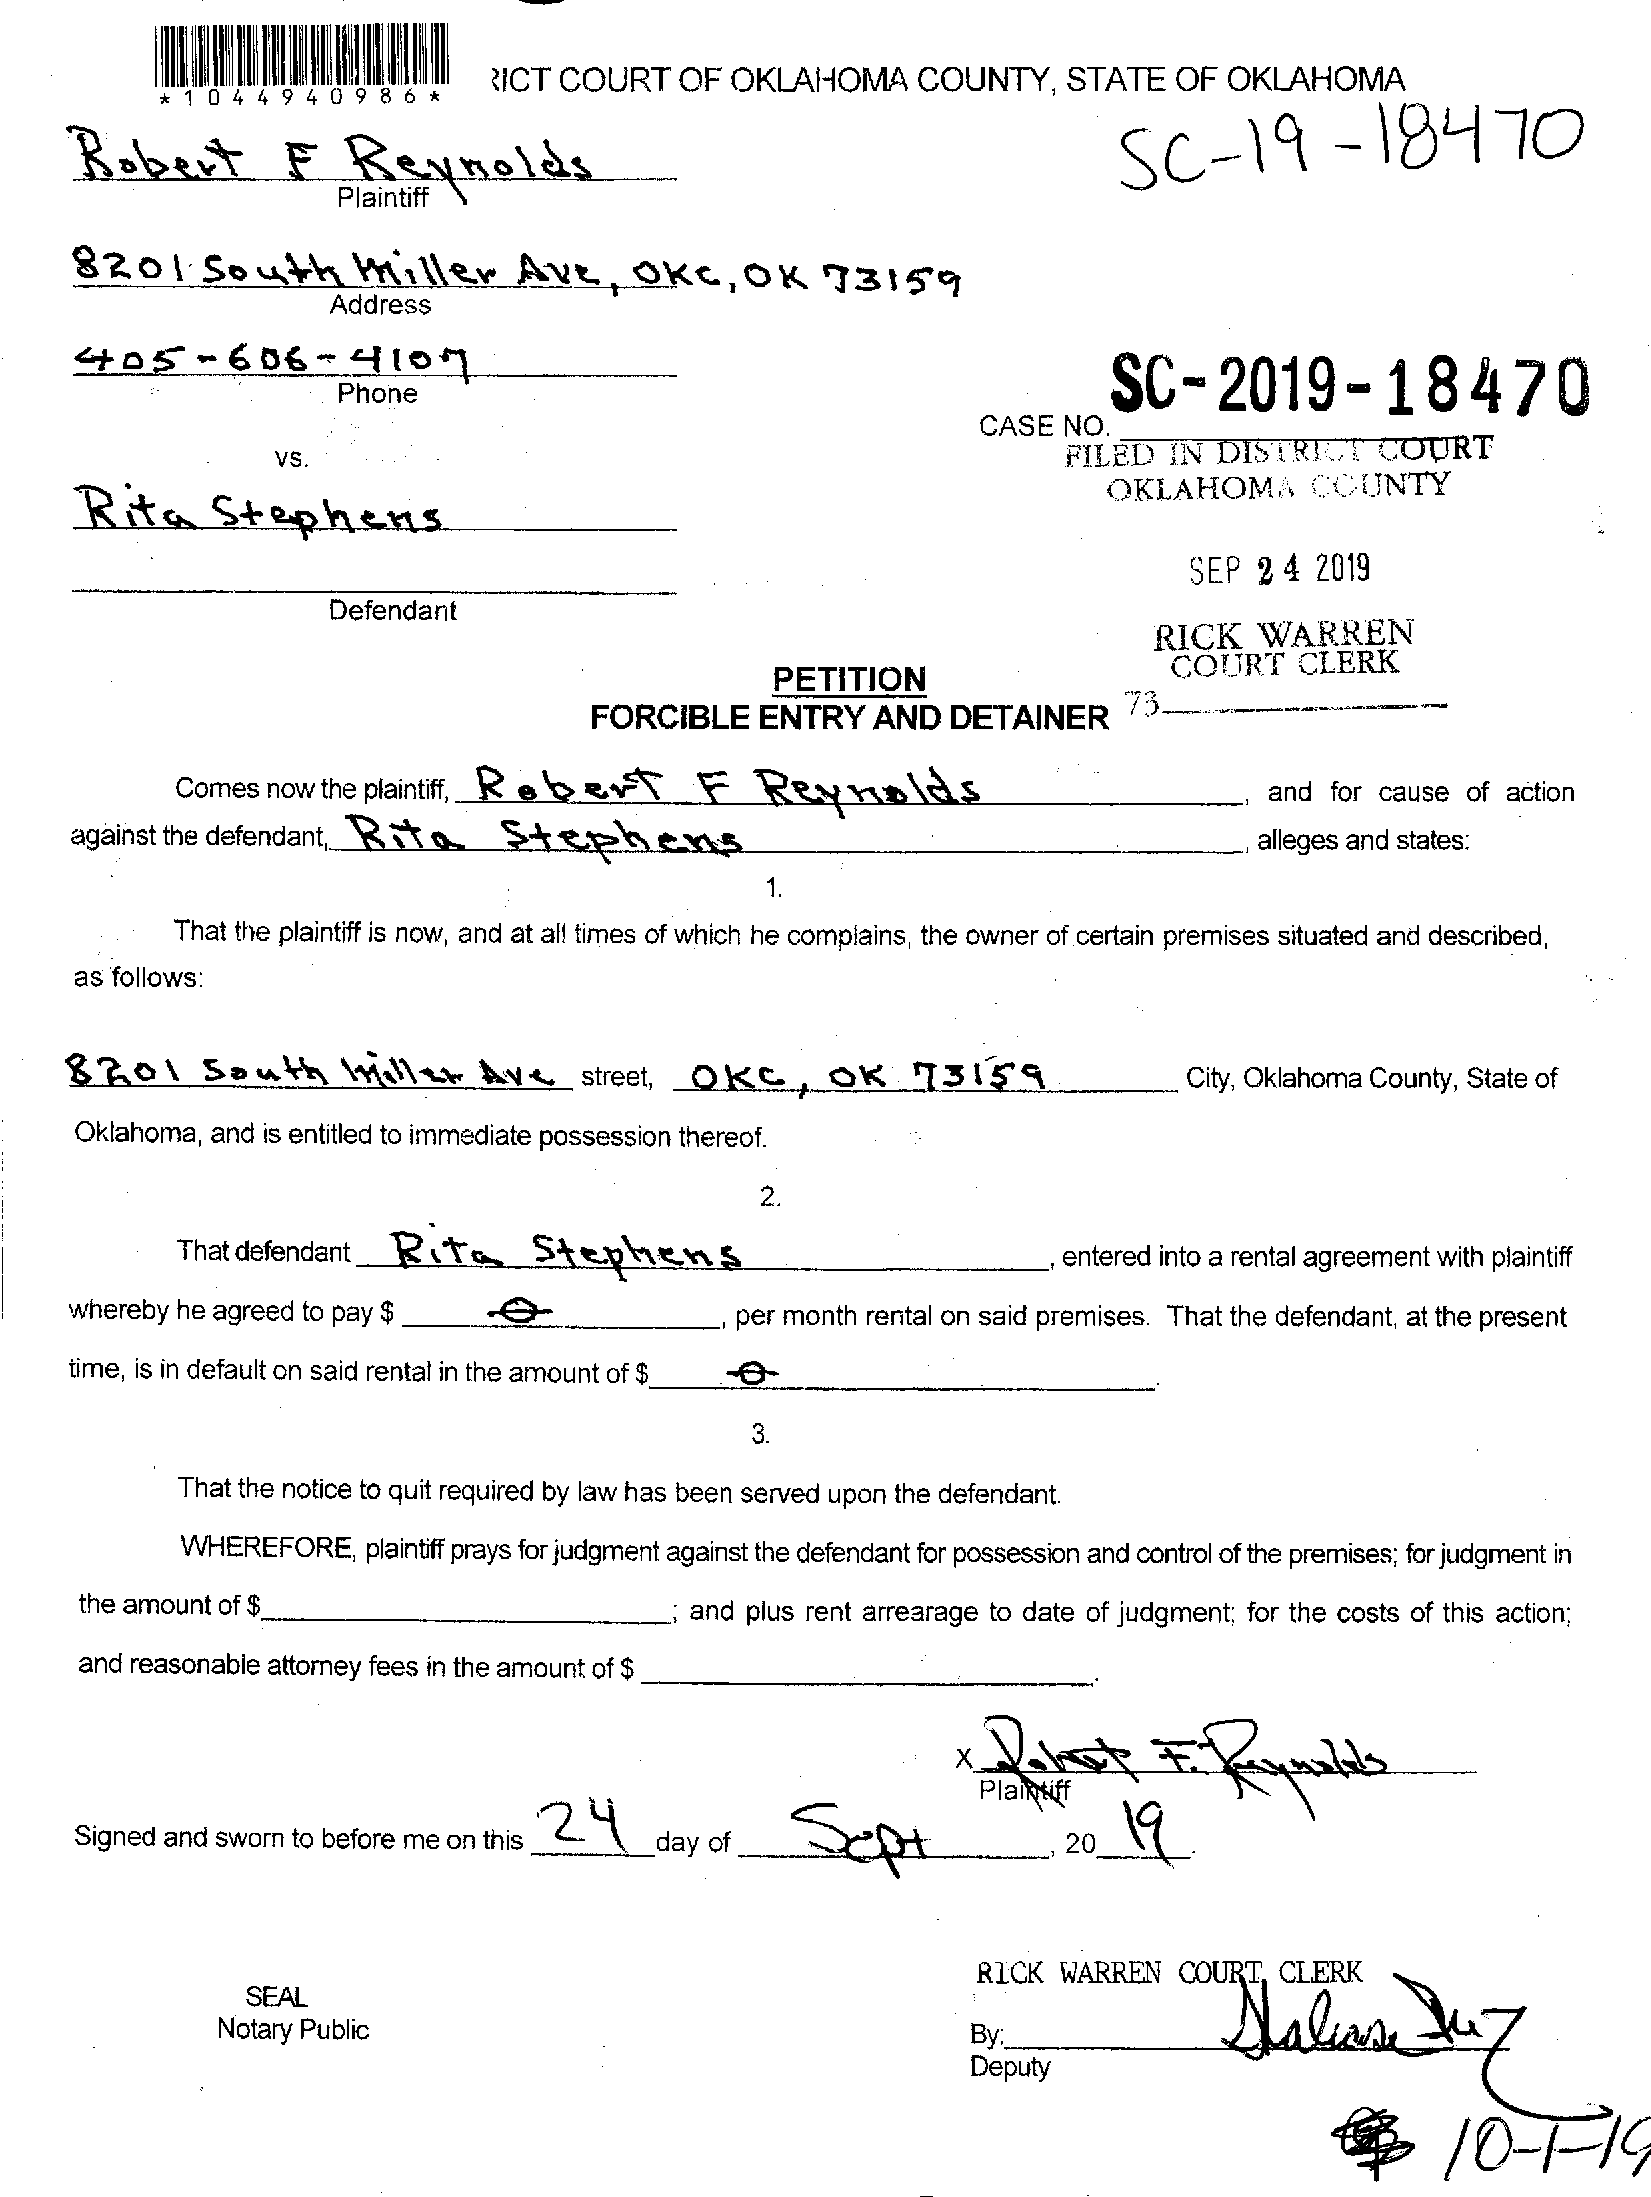 *1044940986*
RICT COURT OF OKLAHOMA COUNTY, STATE OF OKLAHOMA
SC-19-18470
Robert F Reynolds
Plaintiff
8201 South Miller Ave, OKC, OK 73159
Address
405-606-4107
Phone
SC-2019-18470
CASE NO.
vs.
FILED IN DISTRICT COURT
OKLAHOMA COUNTY
Rita Stephens
SEP 24 2019
Defendant
RICK WARREN
COURT CLERK
PETITION
73
FORCIBLE ENTRY AND DETAINER
Comes now the plaintiff, Robert F Reynolds, and for cause of action
against the defendant, Rita Stephens, alleges and states:
1.
That the plaintiff is now, and at all times of which he complains, the owner of certain premises situated and described,
as follows:
8201 South Miller Ave street, OKC, OK 73159 City, Oklahoma County, State of
Oklahoma, and is entitled to immediate possession thereof.
2.
That defendant Rita Stephens, entered into a rental agreement with plaintiff
whereby he agreed to pay $ 0, per month rental on said premises. That the defendant, at the present
time, is in default on said rental in the amount of $ 0.
3.
That the notice to quit required by law has been served upon the defendant.
WHEREFORE, plaintiff prays for judgment against the defendant for possession and control of the premises; for judgment in
the amount of $ ; and plus rent arrearage to date of judgment; for the costs of this action;
and reasonable attorney fees in the amount of $ .
x Robert F. Reynolds
Plaintiff
Signed and sworn to before me on this 24 day of Sept, 2019.
RICK WARREN COURT CLERK
SEAL
Notary Public
By:
Deputy
10-1-19